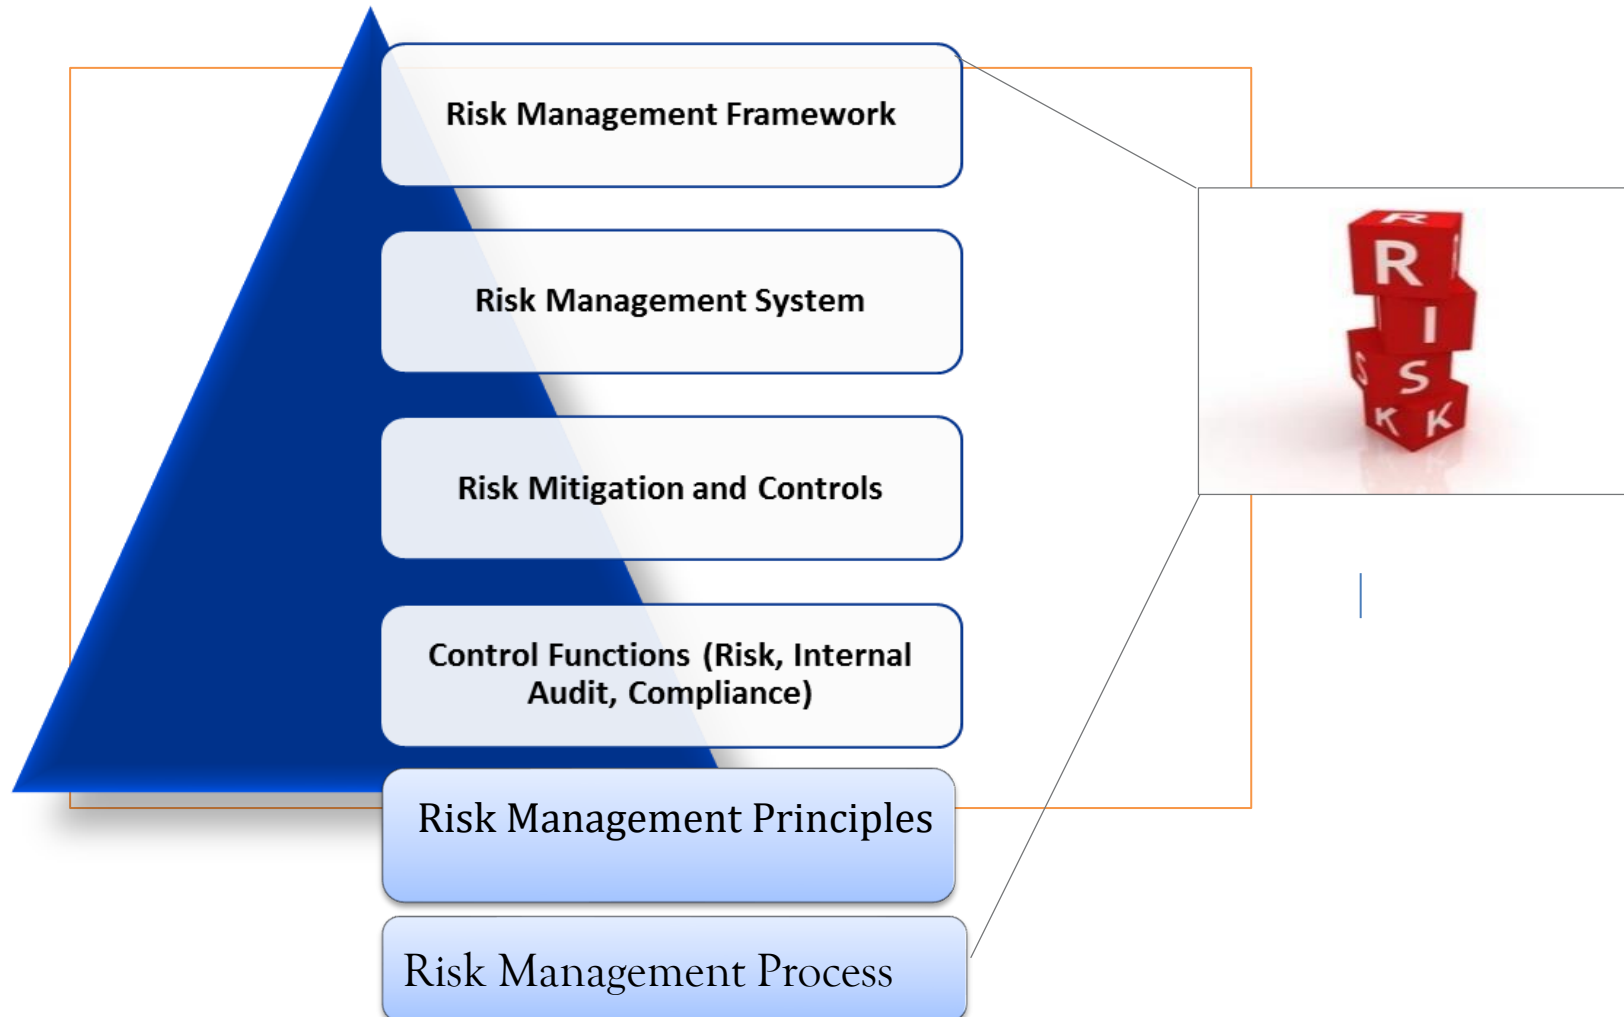 Risk Management Framework
Risk Management System
Risk Mitigation and Controls
Control Functions (Risk, Internal
Audit, Compliance)
Risk Management Principles
Risk Management Process
R
R
I
I
S
S
K
K